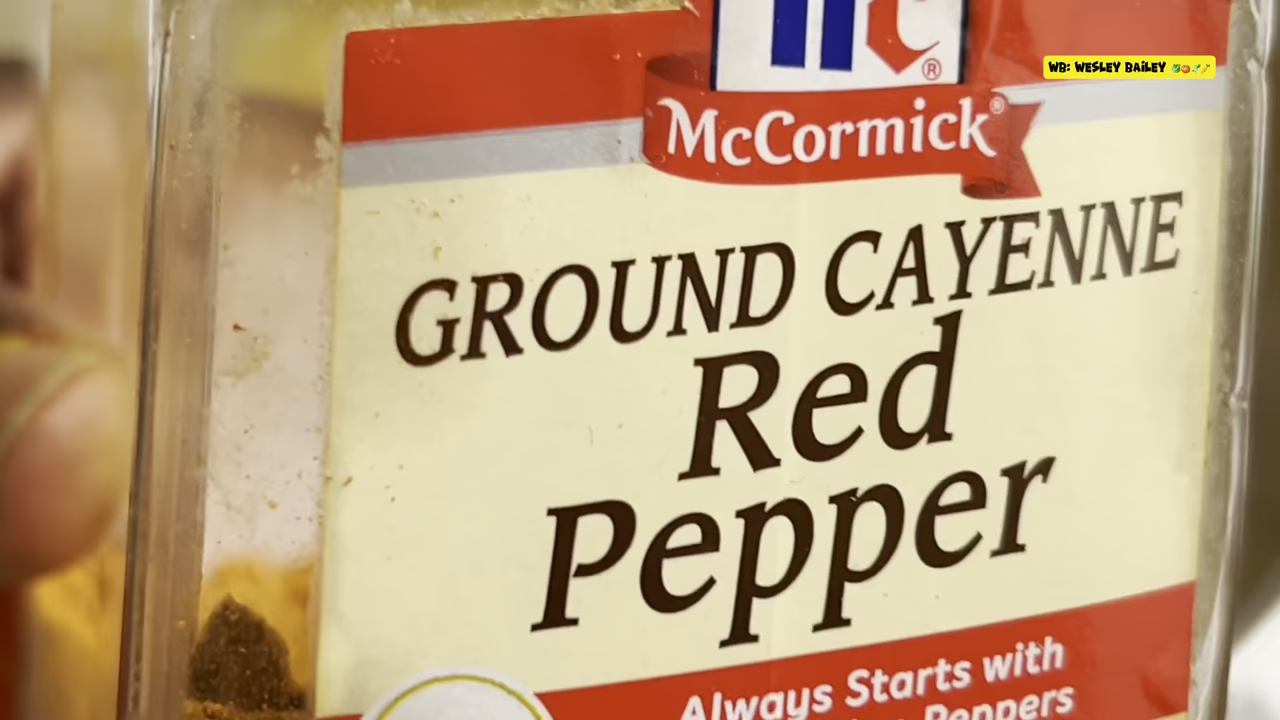 WB: WESLEY BAILEY
McCormick®
GROUND CAYENNE
Red
Pepper
Always Starts with
Peppers